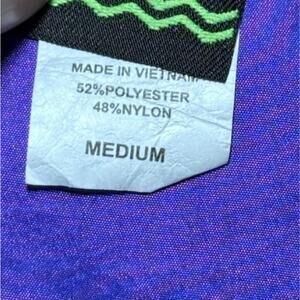 MADE IN VIETNAM
52%POLYESTER
48%NYLON
MEDIUM